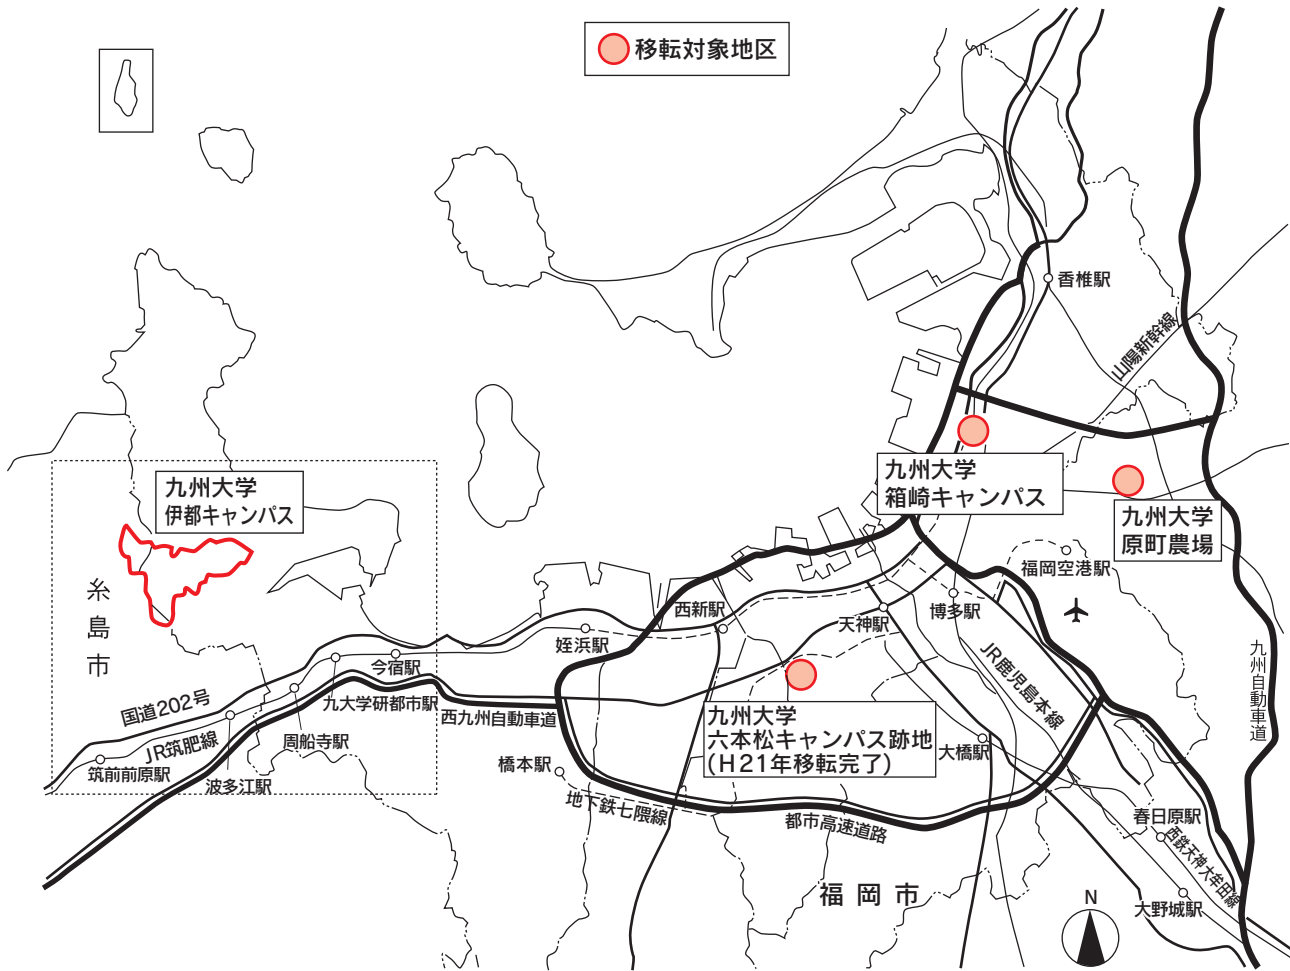 移転対象地区
香椎駅
山陽新幹線
九州大学
箱崎キャンパス
九州大学
伊都キャンパス
九州大学
原町農場
福岡空港駅
糸島市
西新駅
博多駅
天神駅
姪浜駅
今宿駅
JR鹿児島本線
九州自動車道
国道202号
九大学研都市駅
西九州自動車道
九州大学
六本松キャンパス跡地
(H21年移転完了)
JR筑肥線
周船寺駅
大橋駅
筑前前原駅
波多江駅
橋本駅
地下鉄七隈線
都市高速道路
春日原駅
西鉄天神大牟田線
福岡市
大野城駅
N